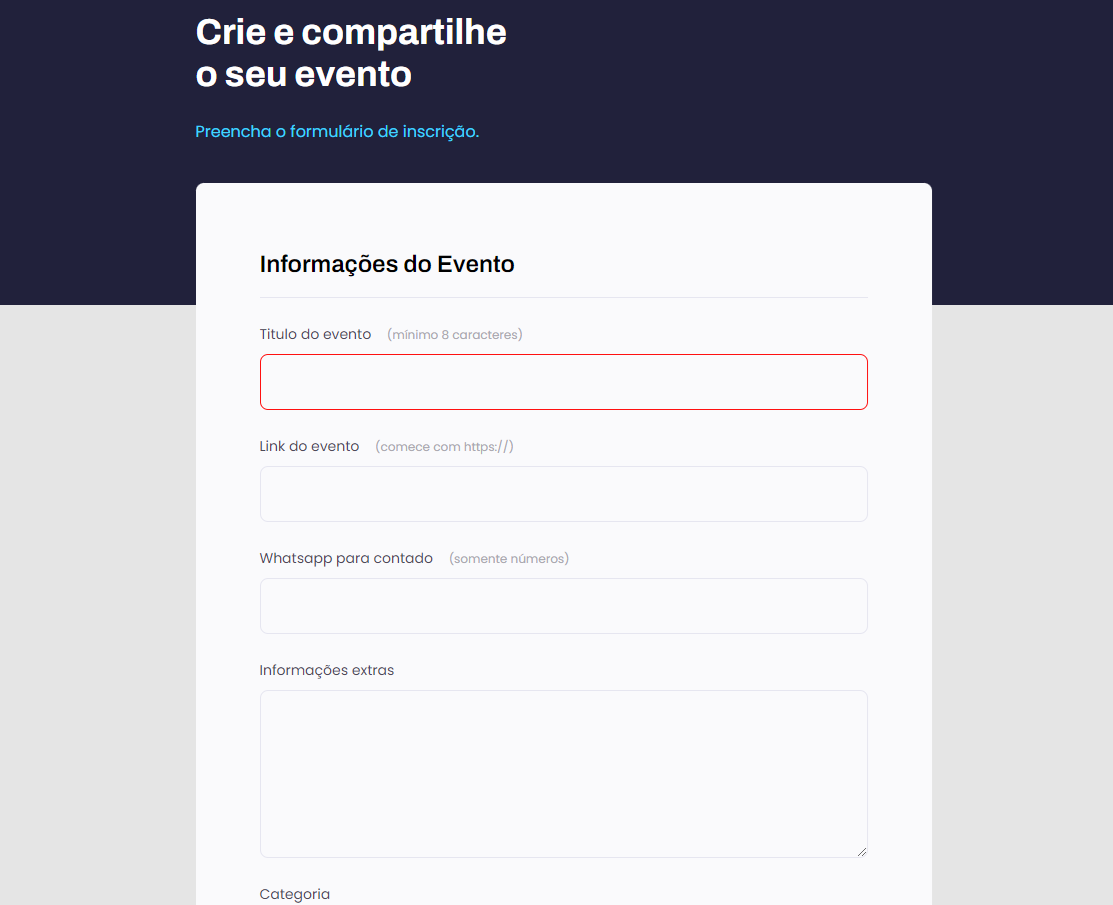 Crie e compartilhe
o seu evento
Preencha o formulário de inscrição.
Informações do Evento
Titulo do evento (mínimo 8 caracteres)
Link do evento (comece com https://)
Whatsapp para contado (somente números)
Informações extras
Categoria